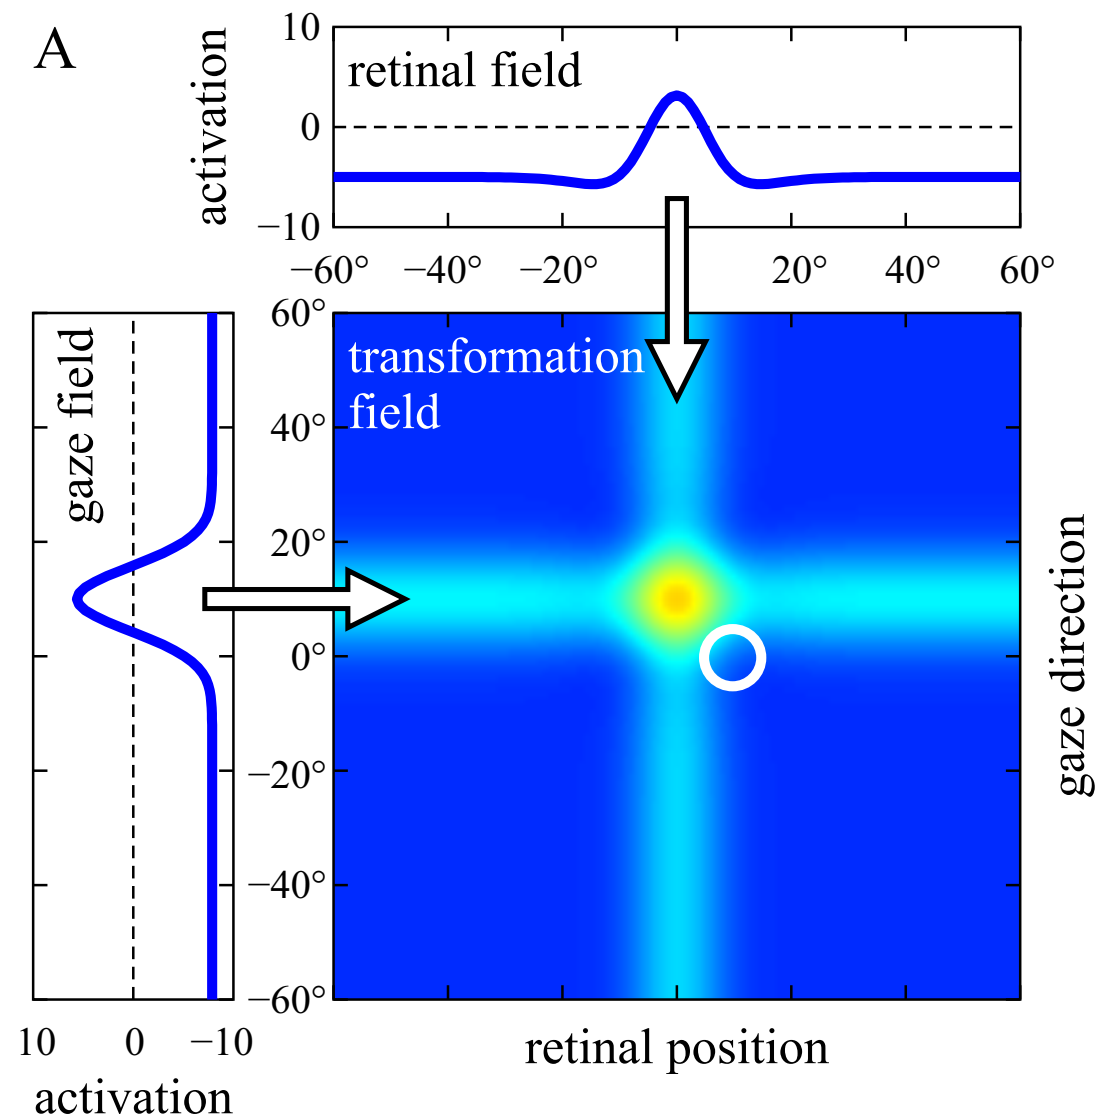 A
activation
retinal field
10
0
−10
−60° −40° −20° 20° 40° 60°
gaze field
transformation
field
60°
40°
20°
0°
−20°
−40°
−60°
gaze direction
10 0 −10
activation
retinal position